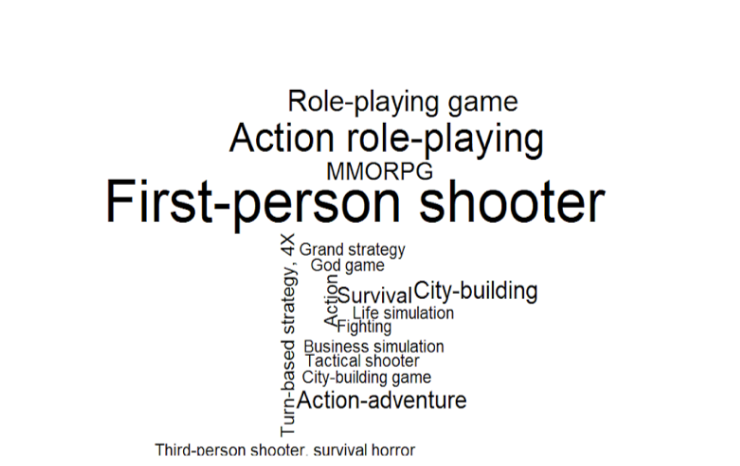 Role-playing game
Action role-playing
MMORPG
First-person shooter
Turn-based strategy, 4X
Grand strategy
God game
Action
Survival
City-building
Life simulation
Fighting
Business simulation
Tactical shooter
City-building game
Action-adventure
Third-person shooter, survival horror